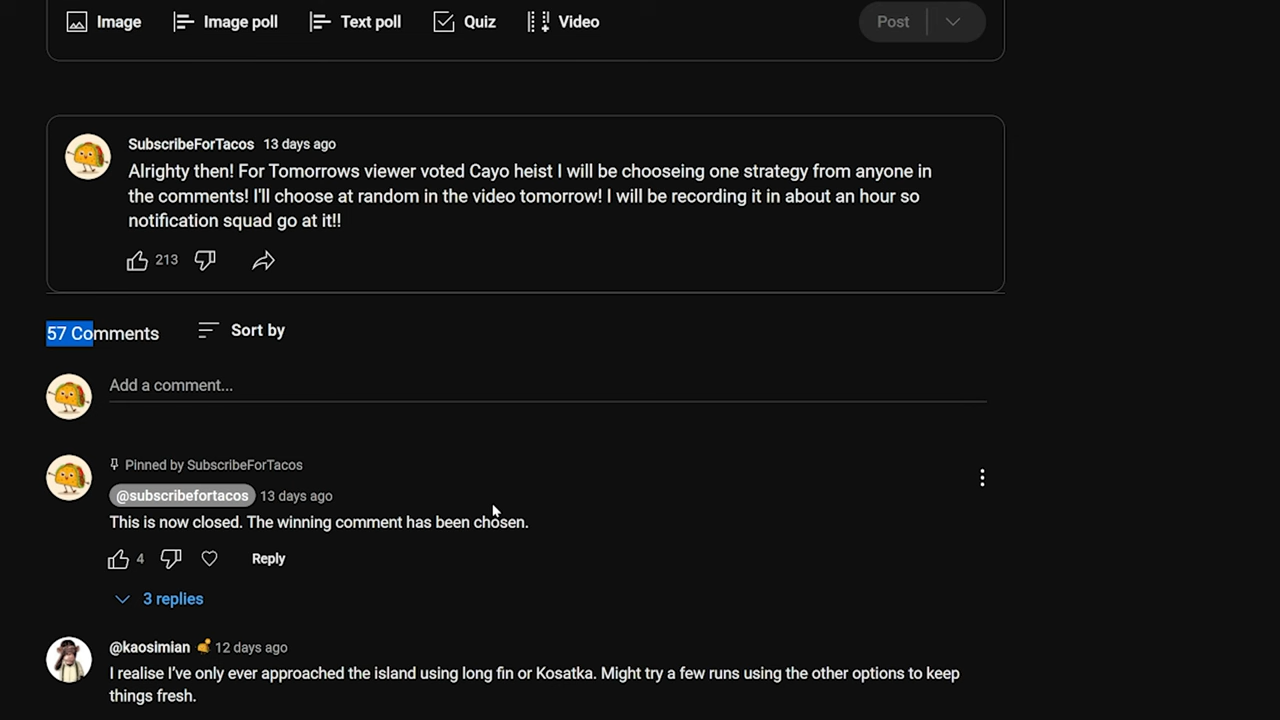 Image Image poll Text poll Quiz Video Post
SubscribeForTacos 13 days ago
Alrighty then! For Tomorrows viewer voted Cayo heist I will be chooseing one strategy from anyone in
the comments! I'll choose at random in the video tomorrow! I will be recording it in about an hour so
notification squad go at it!!
213
57 Comments Sort by
Add a comment...
Pinned by SubscribeForTacos
@subscribefortacos 13 days ago
This is now closed. The winning comment has been chosen.
4 Reply
3 replies
@kaosimian 12 days ago
I realise I've only ever approached the island using long fin or Kosatka. Might try a few runs using the other options to keep
things fresh.